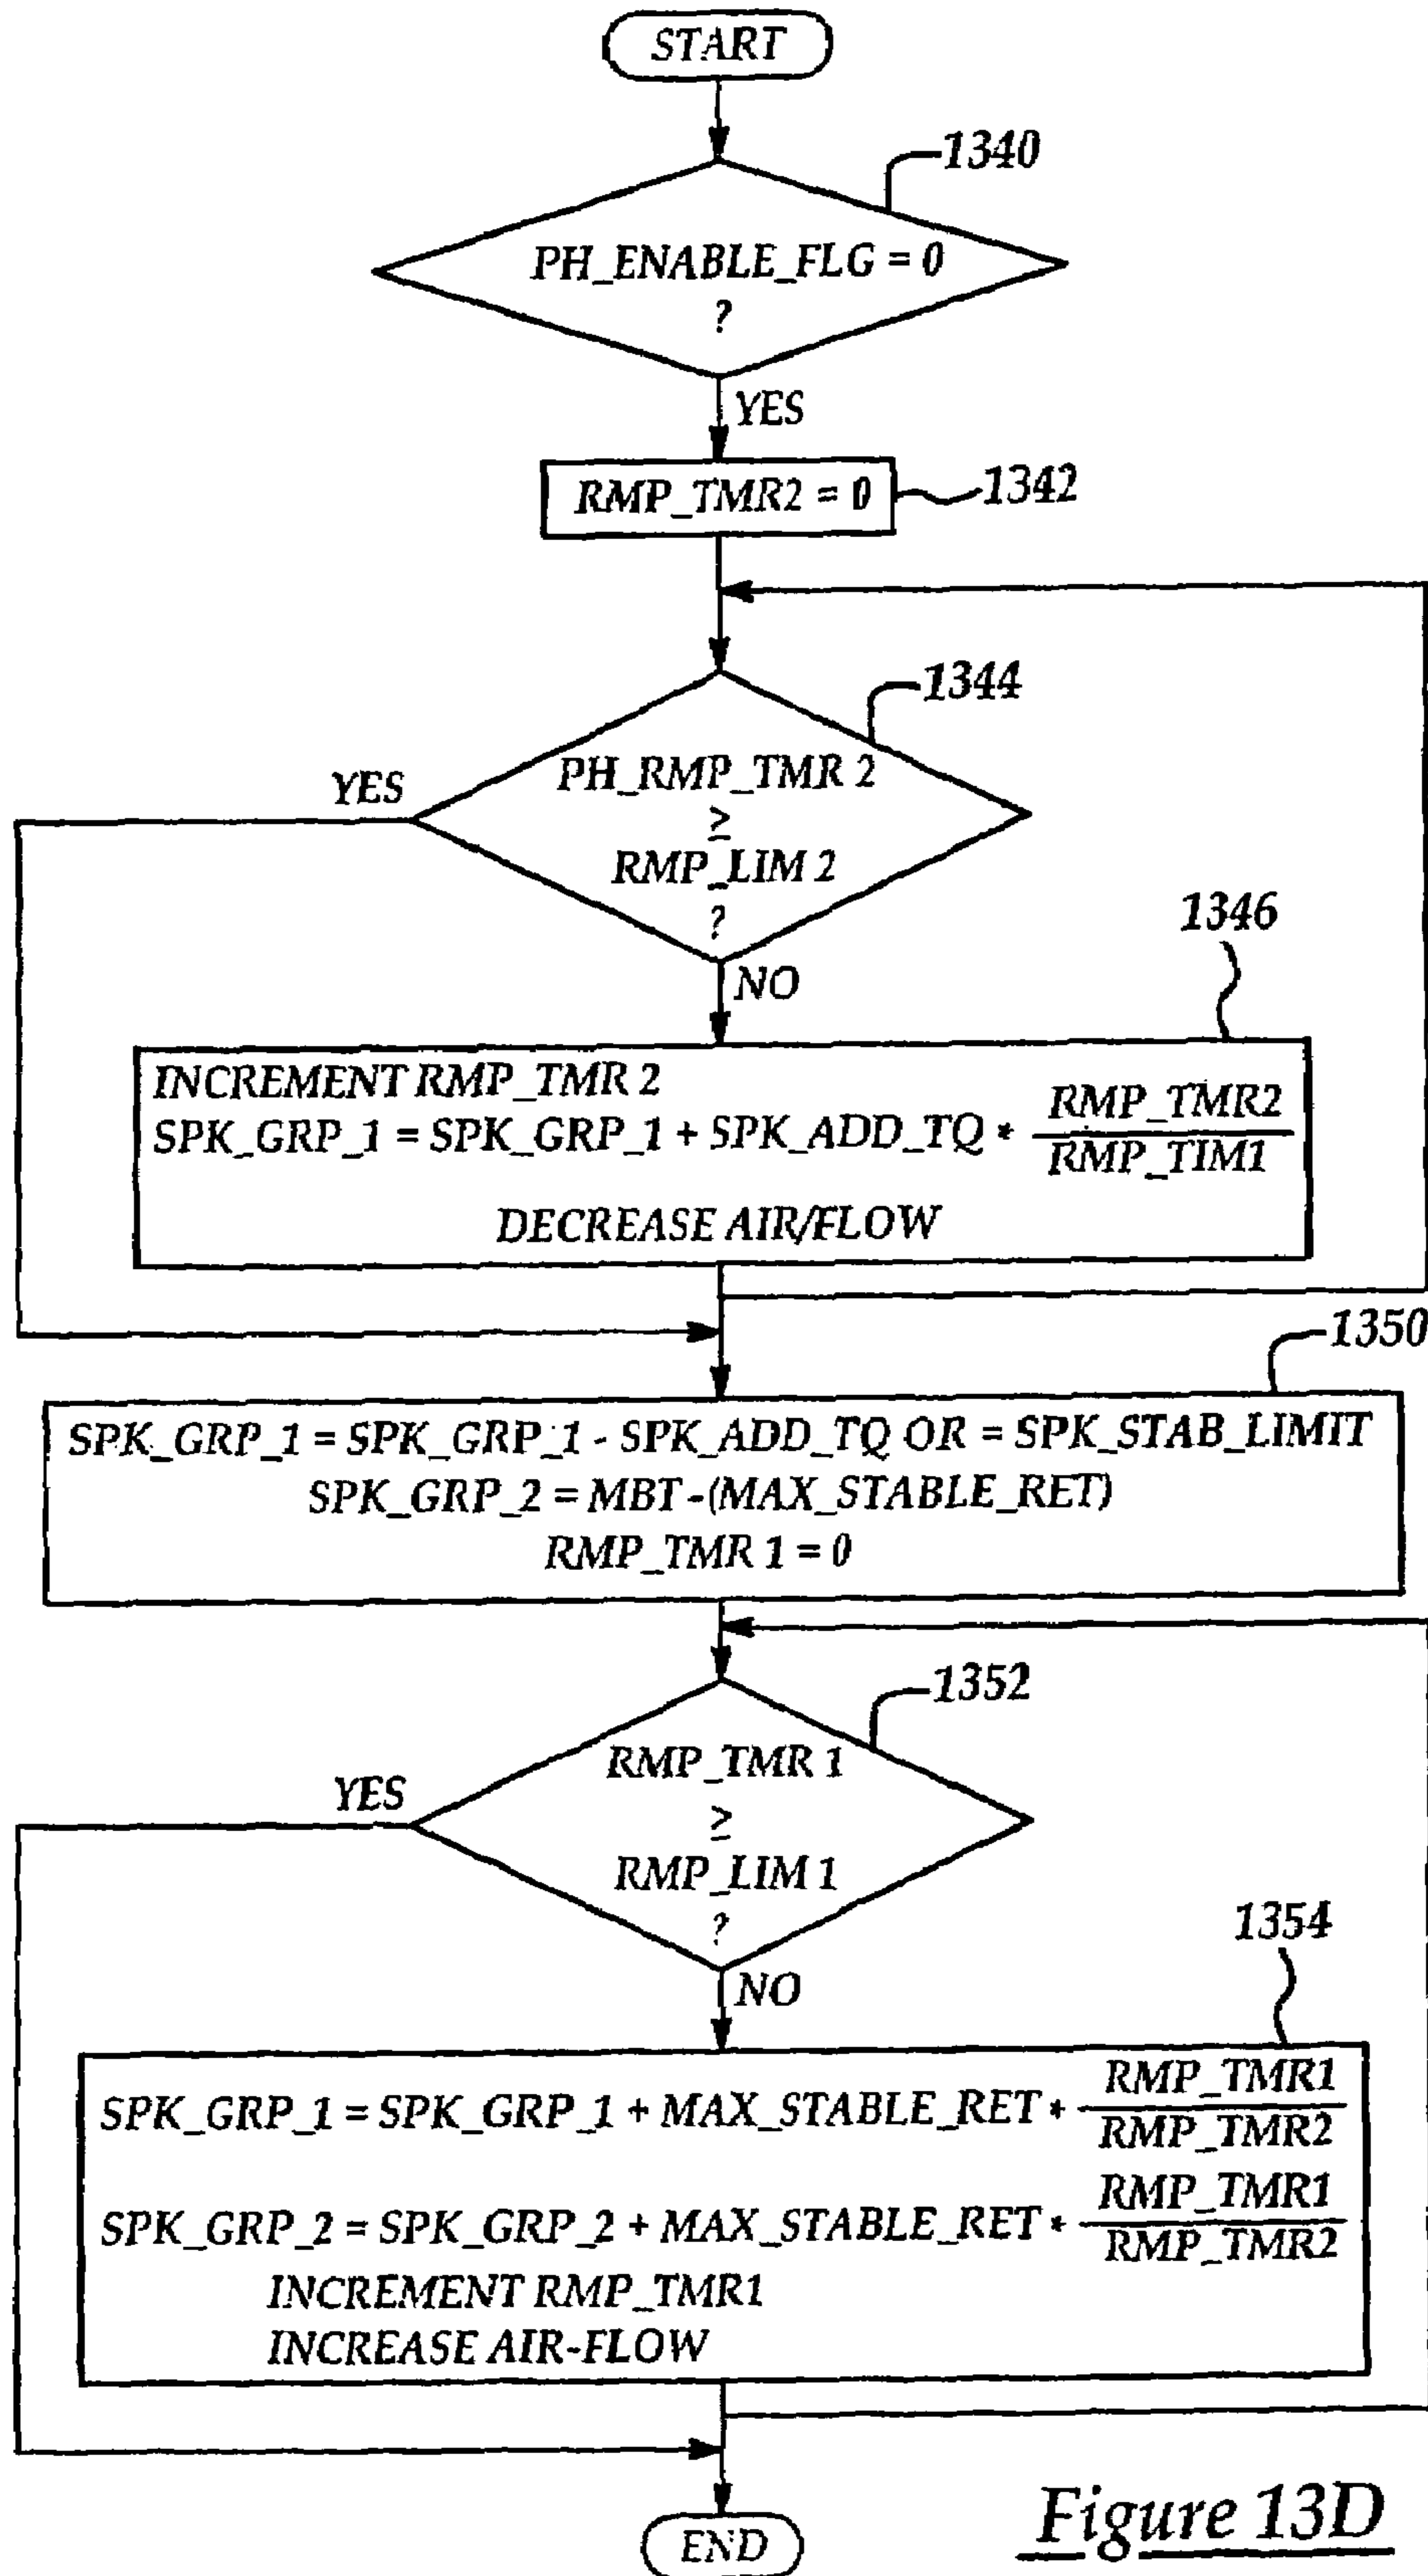 START
1340
PH_ENABLE_FLG = 0
?
YES
RMP_TMR2 = 0
1342
1344
YES
PH_RMP_TMR 2
≥
RMP_LIM 2
?
NO
1346
INCREMENT RMP_TMR 2
SPK_GRP_1 = SPK_GRP_1 + SPK_ADD_TQ * RMP_TMR2
RMP_TIM1
DECREASE AIR/FLOW
1350
SPK_GRP_1 = SPK_GRP_1 - SPK_ADD_TQ OR = SPK_STAB_LIMIT
SPK_GRP_2 = MBT-(MAX_STABLE_RET)
RMP_TMR 1 = 0
1352
YES
RMP_TMR 1
≥
RMP_LIM 1
?
NO
1354
SPK_GRP_1 = SPK_GRP_1 + MAX_STABLE_RET * RMP_TMR1
RMP_TMR2
SPK_GRP_2 = SPK_GRP_2 + MAX_STABLE_RET * RMP_TMR1
RMP_TMR2
INCREMENT RMP_TMR1
INCREASE AIR-FLOW
END
Figure 13D